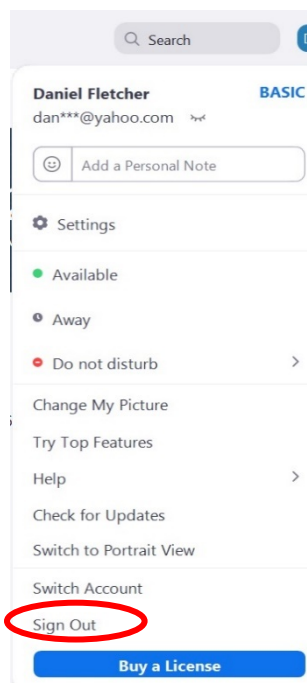 Search
Daniel Fletcher BASIC
dan***@yahoo.com
Add a Personal Note
Settings
Available
Away
Do not disturb
Change My Picture
Try Top Features
Help
Check for Updates
Switch to Portrait View
Switch Account
Sign Out
Buy a License